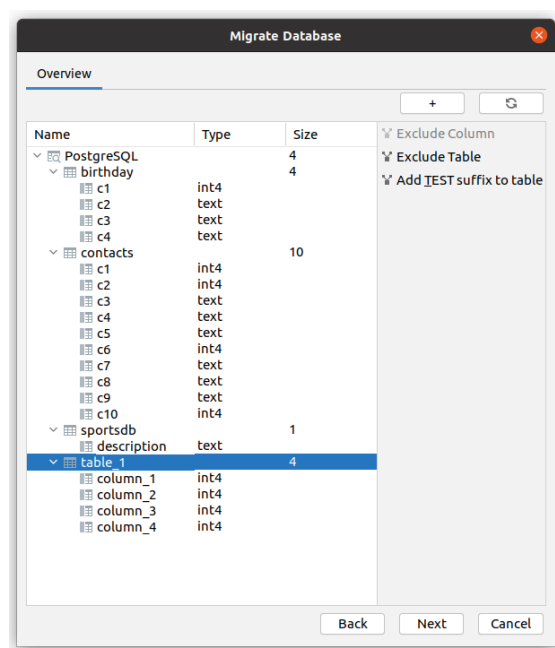 Migrate Database
Overview
+
Name Type Size
Exclude Column
PostgreSQL 4
Exclude Table
birthday 4
Add TEST suffix to table
c1 int4
c2 text
c3 text
c4 text
contacts 10
c1 int4
c2 int4
c3 text
c4 text
c5 text
c6 int4
c7 text
c8 text
c9 text
c10 int4
sportsdb 1
description text
table_1 4
column_1 int4
column_2 int4
column_3 int4
column_4 int4
Back Next Cancel